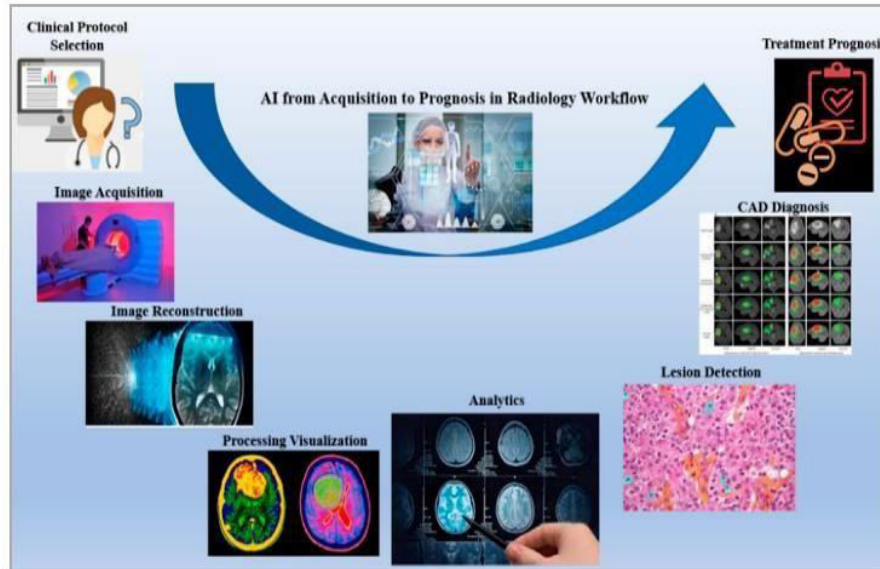 Clinical Protocol
Selection
Treatment Prognosis
AI from Acquisition to Prognosis in Radiology Workflow
Image Acquisition
CAD Diagnosis
Image Reconstruction
Lesion Detection
Analytics
Processing Visualization